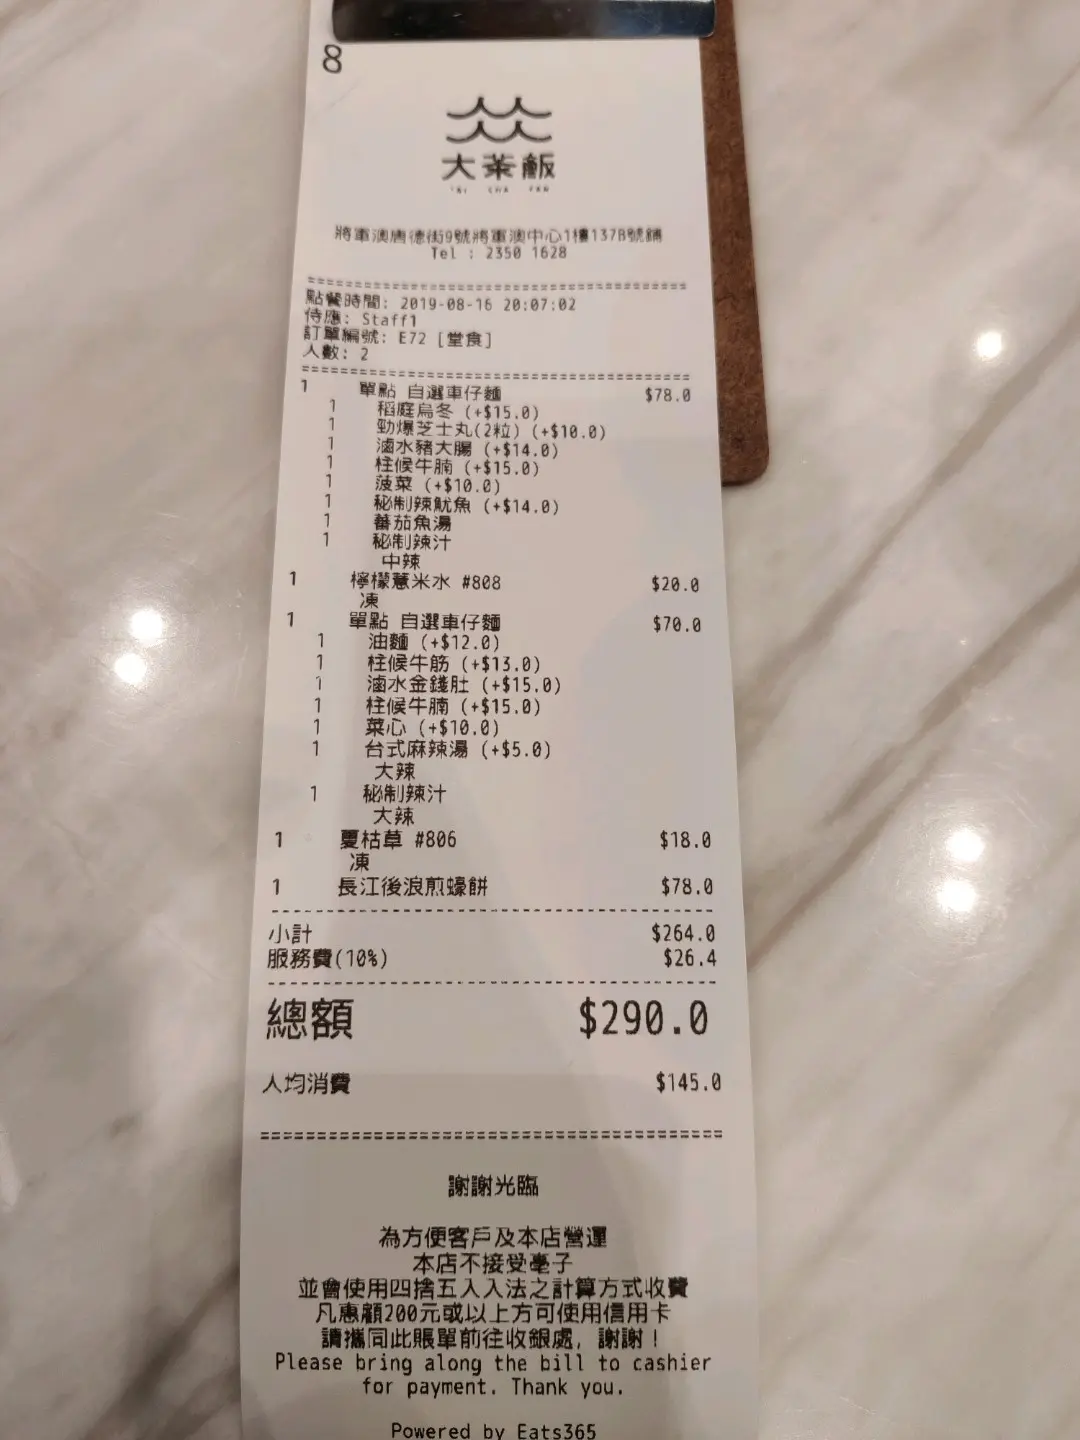 8
大茶飯
TAI CHA FAN
將軍澳唐德街9號將軍澳中心1樓137B號舖
Tel : 2350 1628
點餐時間: 2019-08-16 20:07:02
侍應: Staff1
訂單編號: E72 [堂食]
人數: 2
1 單點 自選車仔麵 $78.0
1 稻庭烏冬 (+$15.0)
1 勁爆芝士丸(2粒) (+$10.0)
1 滷水豬大腸 (+$14.0)
1 柱候牛腩 (+$15.0)
1 菠菜 (+$10.0)
1 秘制辣魷魚 (+$14.0)
1 蕃茄魚湯
1 秘制辣汁
中辣
1 檸檬薏米水 #808 $20.0
凍
1 單點 自選車仔麵 $70.0
1 油麵 (+$12.0)
1 柱候牛筋 (+$13.0)
1 滷水金錢肚 (+$15.0)
1 柱候牛腩 (+$15.0)
1 菜心 (+$10.0)
1 台式麻辣湯 (+$5.0)
大辣
1 秘制辣汁
大辣
1 夏枯草 #806 $18.0
凍
1 長江後浪煎蠔餅 $78.0
小計 $264.0
服務費(10%) $26.4
總額 $290.0
人均消費 $145.0
謝謝光臨
為方便客戶及本店營運
本店不接受毫子
並會使用四捨五入入法之計算方式收費
凡惠顧200元或以上方可使用信用卡
請攜同此賬單前往收銀處, 謝謝!
Please bring along the bill to cashier
for payment. Thank you.
Powered by Eats365